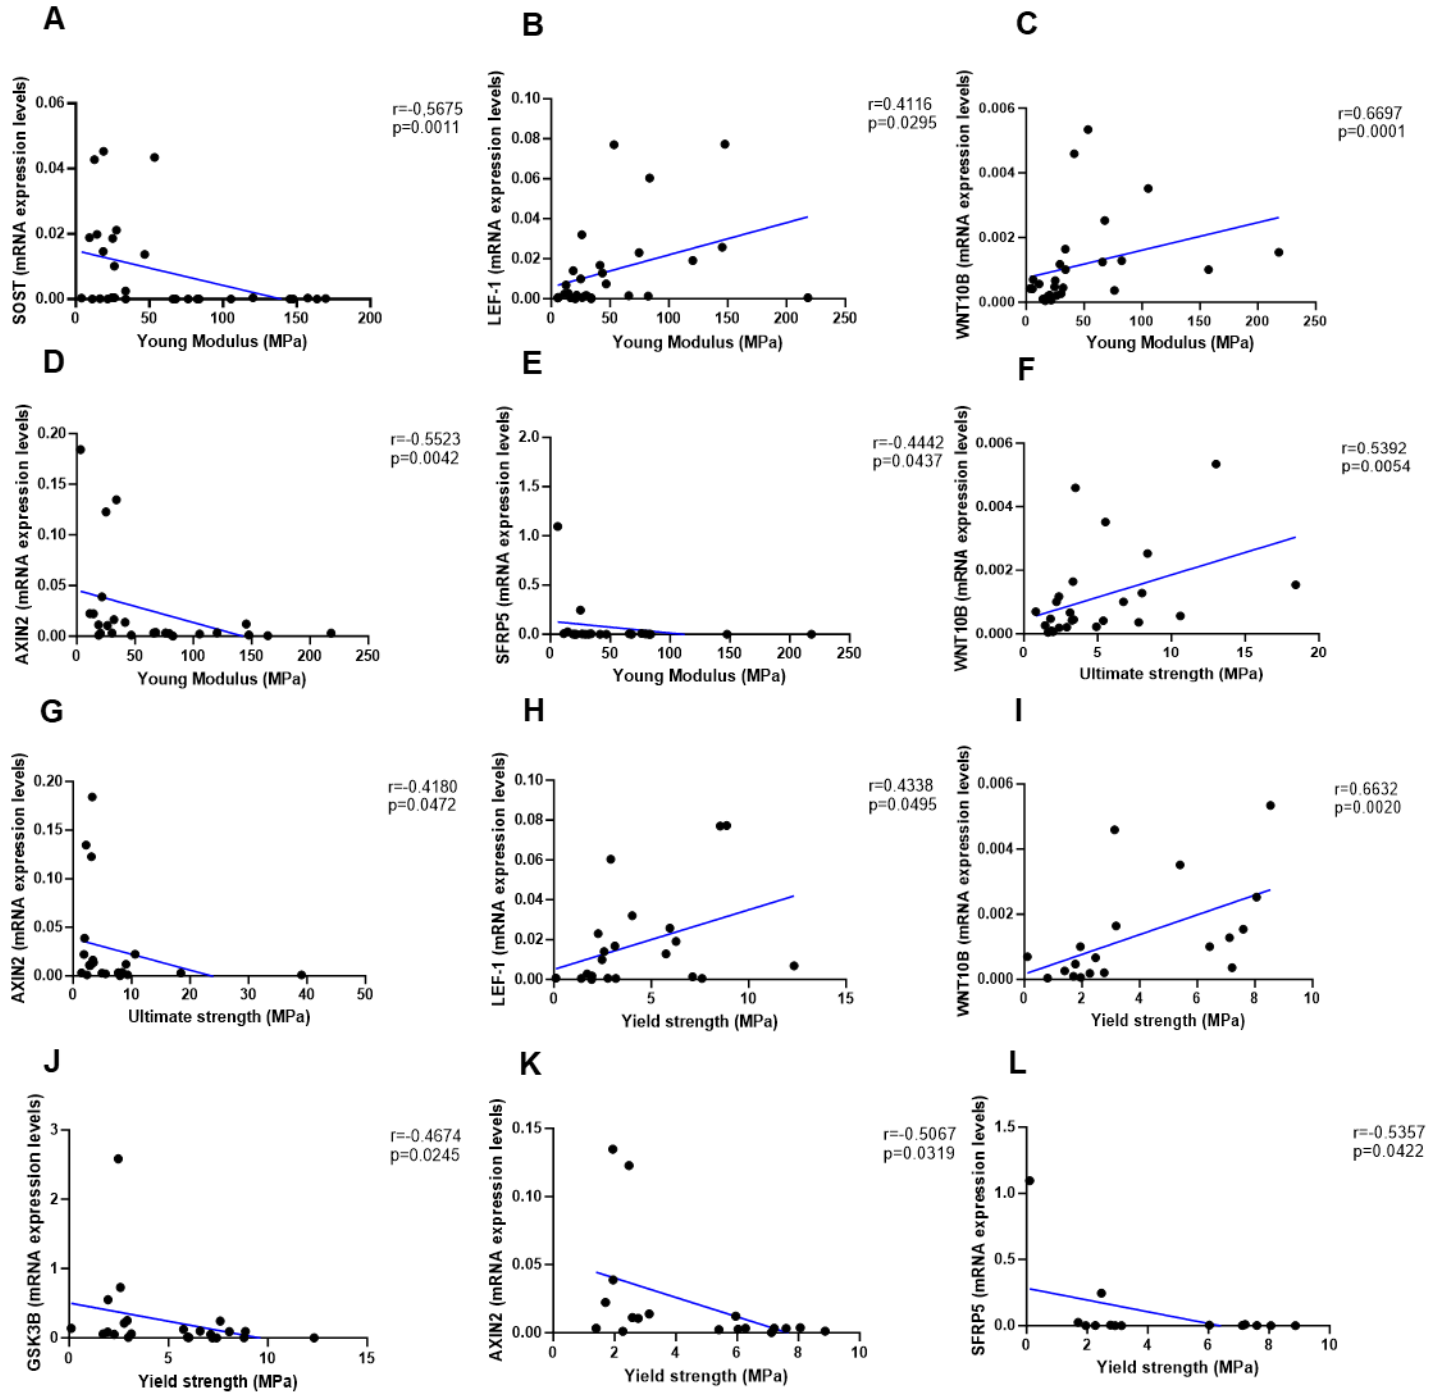 A
SOST (mRNA expression levels)
0.06
0.04
0.02
0.00
0 50 100 150 200
Young Modulus (MPa)
r=-0,5675
p=0.0011
B
LEF-1 (mRNA expression levels)
0.10
0.08
0.06
0.04
0.02
0.00
0 50 100 150 200 250
Young Modulus (MPa)
r=0.4116
p=0.0295
C
WNT10B (mRNA expression levels)
0.006
0.004
0.002
0.000
0 50 100 150 200 250
Young Modulus (MPa)
r=0.6697
p=0.0001
D
AXIN2 (mRNA expression levels)
0.20
0.15
0.10
0.05
0.00
0 50 100 150 200 250
Young Modulus (MPa)
r=-0.5523
p=0.0042
E
SFRP5 (mRNA expression levels)
2.0
1.5
1.0
0.5
0.0
0 50 100 150 200 250
Young Modulus (MPa)
r=-0.4442
p=0.0437
F
WNT10B (mRNA expression levels)
0.006
0.004
0.002
0.000
0 5 10 15 20
Ultimate strength (MPa)
r=0.5392
p=0.0054
G
AXIN2 (mRNA expression levels)
0.20
0.15
0.10
0.05
0.00
0 10 20 30 40 50
Ultimate strength (MPa)
r=-0.4180
p=0.0472
H
LEF-1 (mRNA expression levels)
0.10
0.08
0.06
0.04
0.02
0.00
0 5 10 15
Yield strength (MPa)
r=0.4338
p=0.0495
I
WNT10B (mRNA expression levels)
0.006
0.004
0.002
0.000
0 2 4 6 8 10
Yield strength (MPa)
r=0.6632
p=0.0020
J
GSK3B (mRNA expression levels)
3
2
1
0
0 5 10 15
Yield strength (MPa)
r=-0.4674
p=0.0245
K
AXIN2 (mRNA expression levels)
0.15
0.10
0.05
0.00
0 2 4 6 8 10
Yield strength (MPa)
r=-0.5067
p=0.0319
L
SFRP5 (mRNA expression levels)
1.5
1.0
0.5
0.0
0 2 4 6 8 10
Yield strength (MPa)
r=-0.5357
p=0.0422